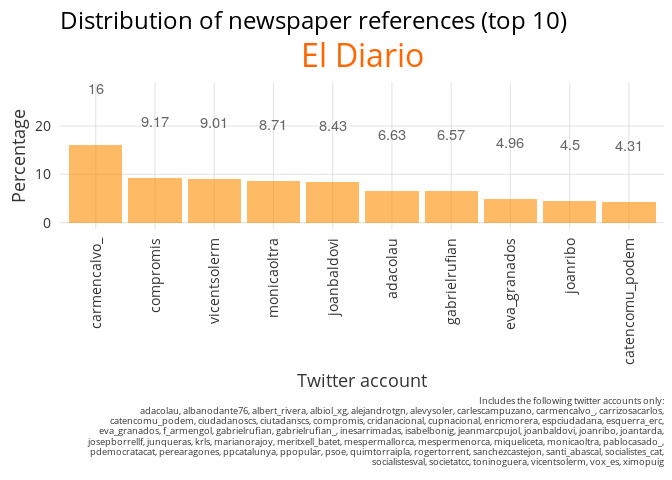 Distribution of newspaper references (top 10)
El Diario
16
9.17
9.01
8.71
8.43
6.63
6.57
4.96
4.5
4.31
Percentage
20
10
0
carmencalvo_
compromis
vicentsolerm
monicaoltra
joanbaldovi
adacolau
gabrielrufian
eva_granados
joanribo
catencomu_podem
Twitter account
Includes the following twitter accounts only:
adacolau, albanodante76, albert_rivera, albiol_xg, alejandrotgn, alevysoler, carlescampuzano, carmencalvo_, carrizosacarlos,
catencomu_podem, ciudadanoscs, ciutadanscs, compromis, cridanacional, cupnacional, enricmorera, espciudadana, esquerra_erc,
eva_granados, f_armengol, gabrielrufian, gabrielrufian_, inesarrimadas, isabelbonig, jeanmarcpujol, joanbaldovi, joanribo, joantarda,
josepborrellf, junqueras, krls, marianorajoy, meritxell_batet, mespermallorca, mespermenorca, miqueliceta, monicaoltra, pablocasado_,
pdemocratacat, perearagones, ppcatalunya, ppopular, psoe, quimtorraipla, rogertorrent, sanchezcastejon, santi_abascal, socialistes_cat,
socialistesval, societatcc, toninoguera, vicentsolerm, vox_es, ximopuig